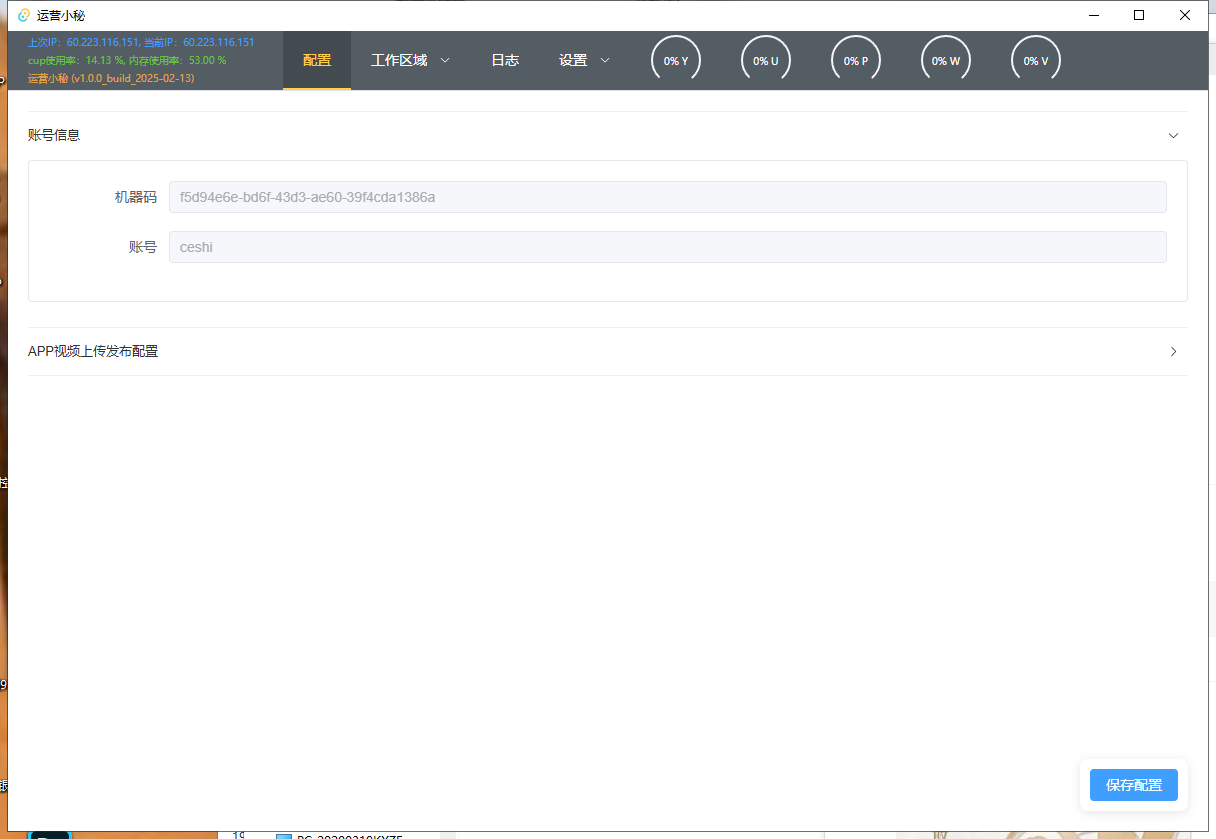 运营小秘
上次IP：60.223.116.151, 当前IP：60.223.116.151
cup使用率：14.13 %, 内存使用率：53.00 %
运营小秘 (v1.0.0_build_2025-02-13)
配置
工作区域
日志
设置
0% Y
0% U
0% P
0% W
0% V
账号信息
机器码
f5d94e6e-bd6f-43d3-ae60-39f4cda1386a
账号
ceshi
APP视频上传发布配置
保存配置